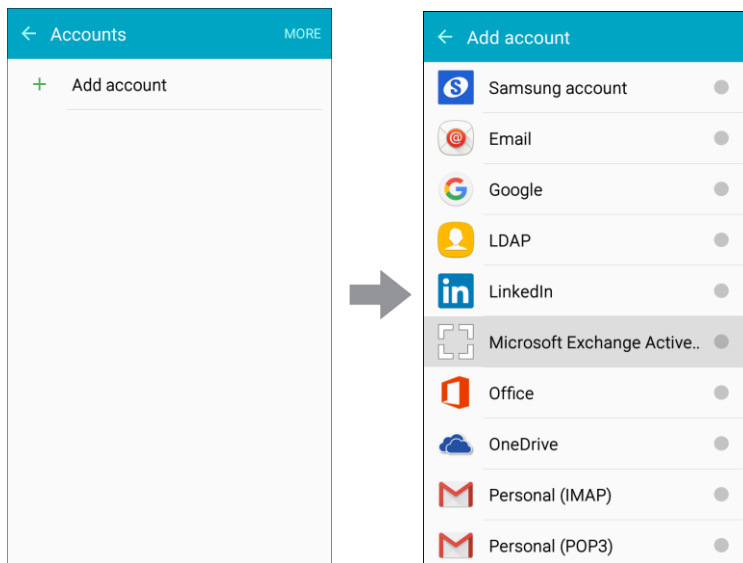 Accounts MORE
Add account
Add account
Samsung account
Email
Google
LDAP
LinkedIn
Microsoft Exchange Active..
Office
OneDrive
Personal (IMAP)
Personal (POP3)